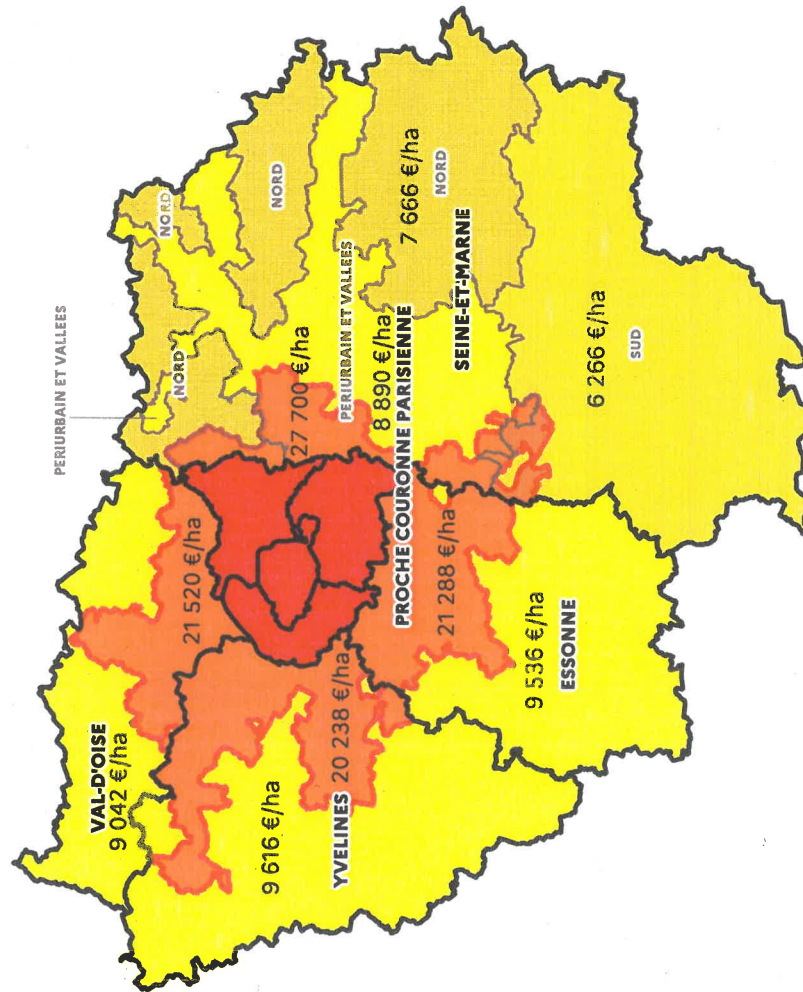 PERIURBAIN ET VALLEES
NORD
NORD
NORD
VAL-D'OISE
9 042 €/ha
21 520 €/ha
27 700 €/ha
PERIURBAIN ET VALLEES
7 666 €/ha
NORD
9 616 €/ha
YVELINES
20 238 €/ha
PROCHE COURONNE PARISIENNE
8 890 €/ha
SEINE-ET-MARNE
21 288 €/ha
9 536 €/ha
ESSONNE
6 266 €/ha
SUD